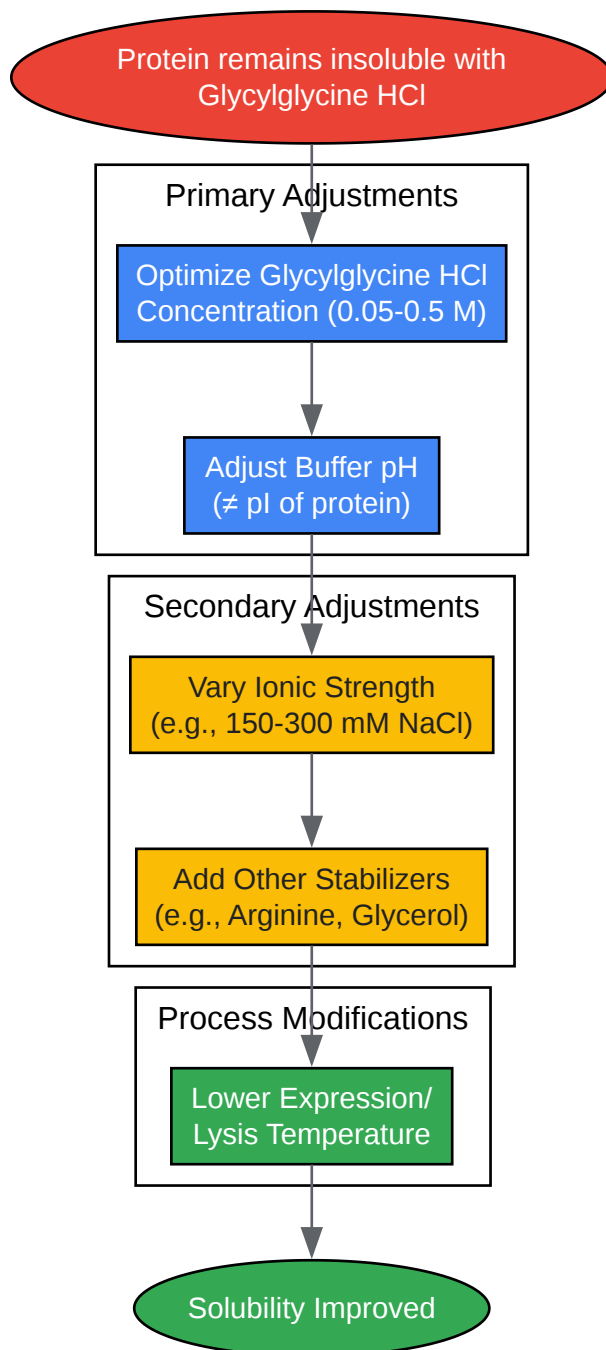 Protein remains insoluble with
Glycylglycine HCl
Primary Adjustments
Optimize Glycylglycine HCl
Concentration (0.05-0.5 M)
Adjust Buffer pH
(≠ pI of protein)
Secondary Adjustments
Vary Ionic Strength
(e.g., 150-300 mM NaCl)
Add Other Stabilizers
(e.g., Arginine, Glycerol)
Process Modifications
Lower Expression/
Lysis Temperature
Solubility Improved